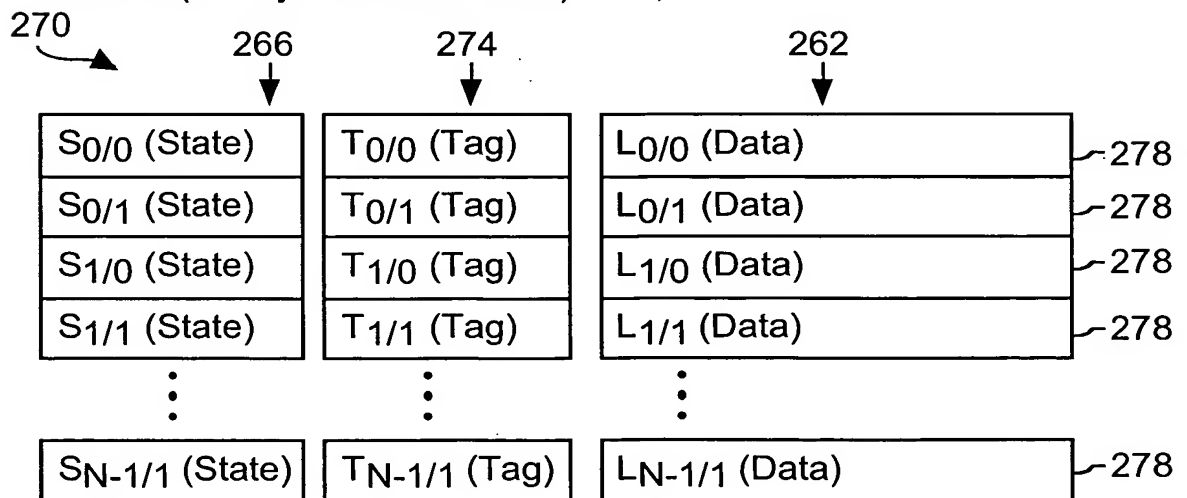 270
266 274 262
S0/0 (State) T0/0 (Tag) L0/0 (Data) 278
S0/1 (State) T0/1 (Tag) L0/1 (Data) 278
S1/0 (State) T1/0 (Tag) L1/0 (Data) 278
S1/1 (State) T1/1 (Tag) L1/1 (Data) 278
SN-1/1 (State) TN-1/1 (Tag) LN-1/1 (Data) 278